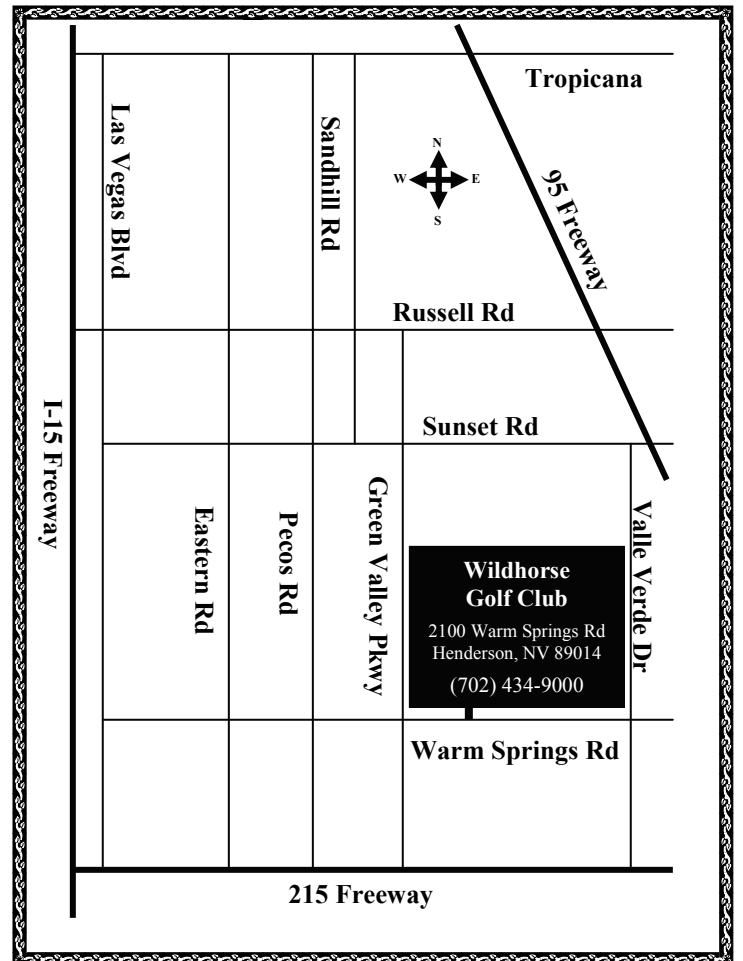 Tropicana
Las Vegas Blvd
Sandhill Rd
N
W
E
S
95 Freeway
Russell Rd
I-15 Freeway
Sunset Rd
Eastern Rd
Pecos Rd
Green Valley Pkwy
Valle Verde Dr
Wildhorse
Golf Club
2100 Warm Springs Rd
Henderson, NV 89014
(702) 434-9000
Warm Springs Rd
215 Freeway